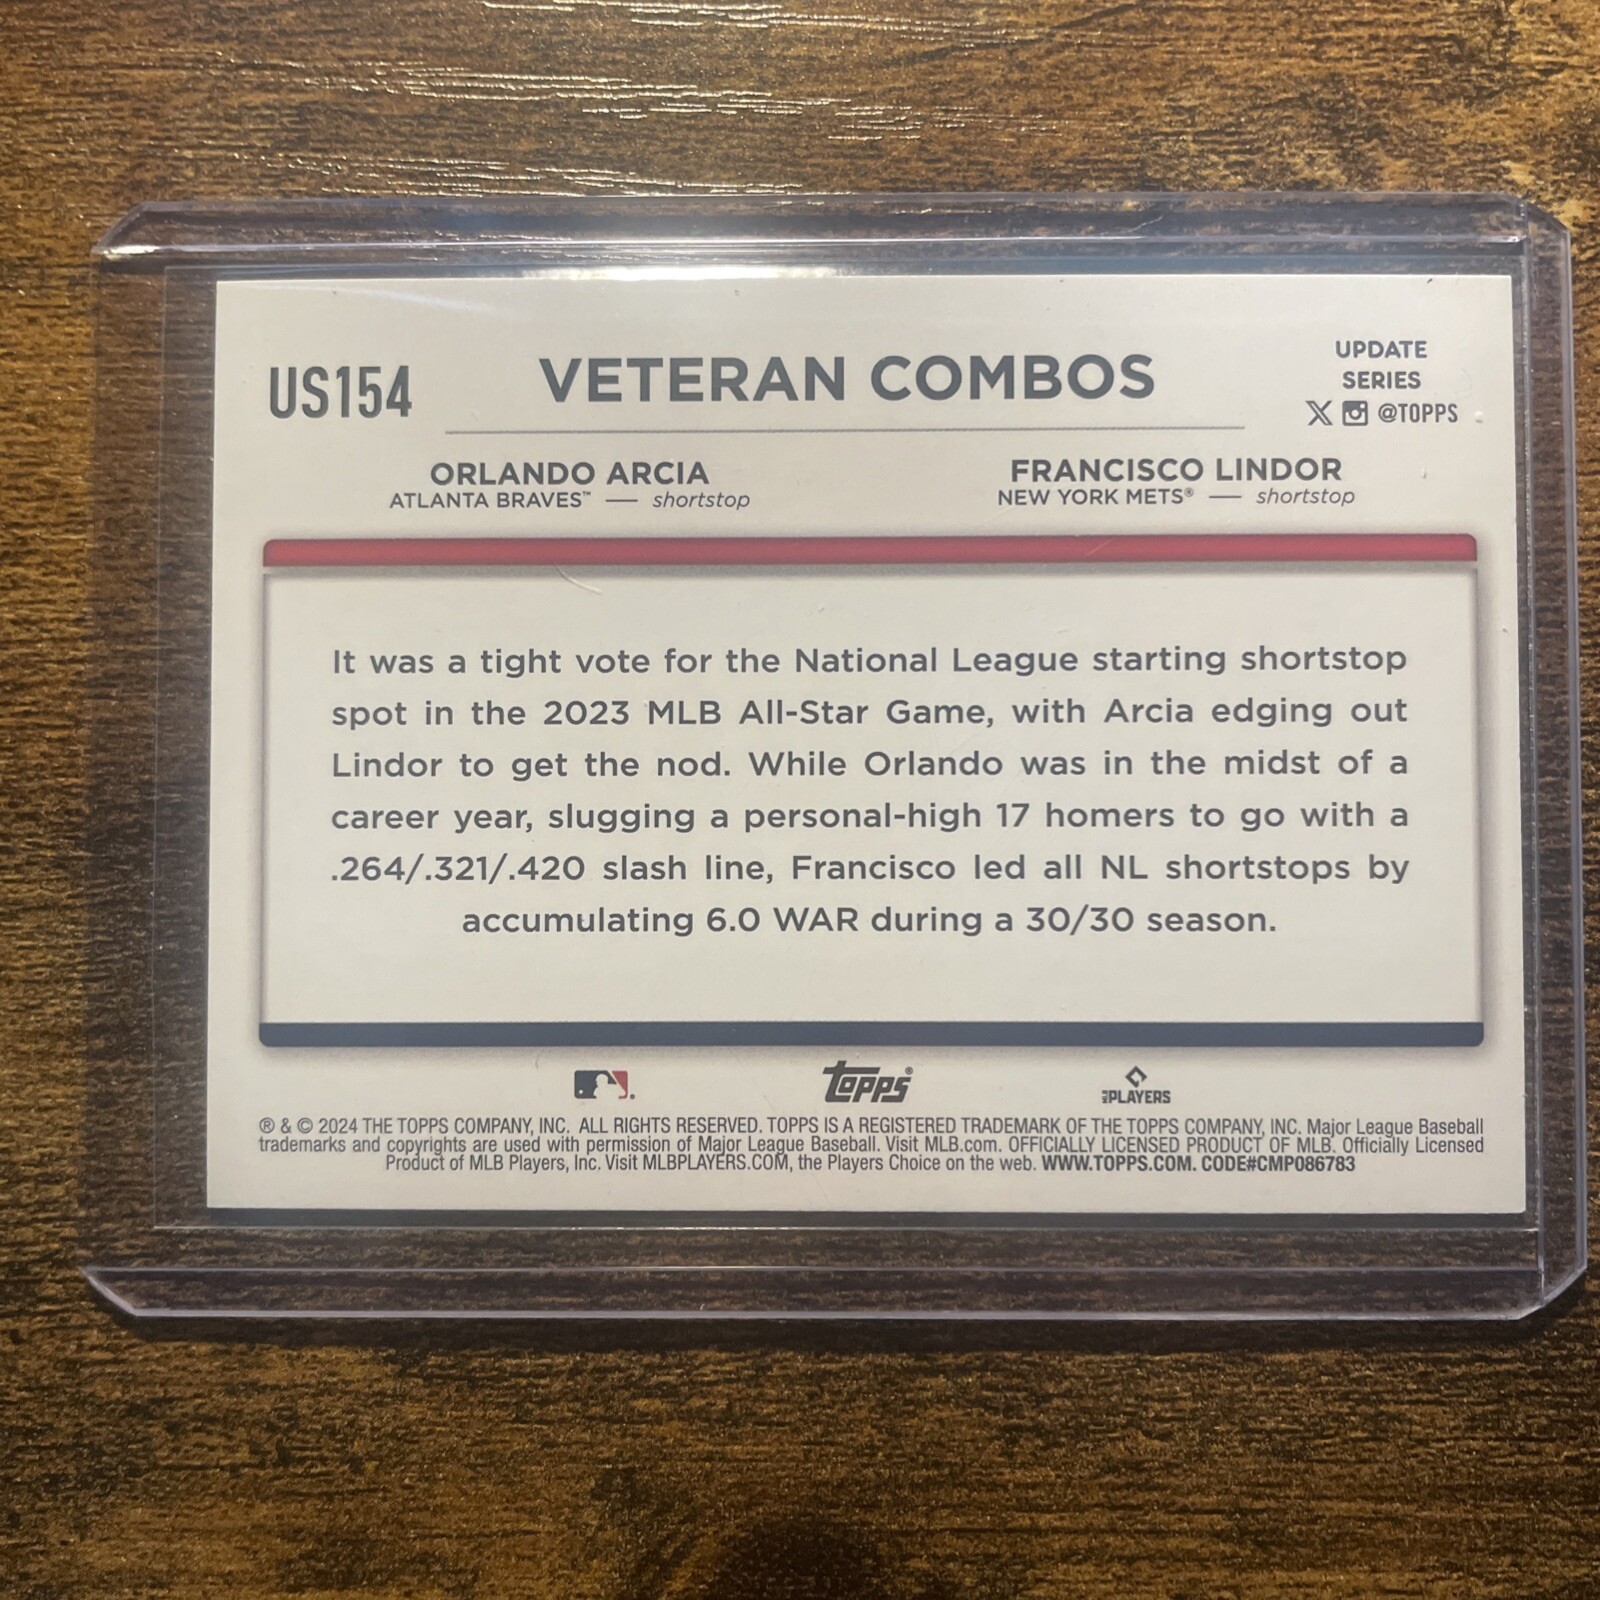 US154
VETERAN COMBOS
UPDATE
SERIES
@TOPPS
ORLANDO ARCIA
ATLANTA BRAVES™ — shortstop
FRANCISCO LINDOR
NEW YORK METS® — shortstop
It was a tight vote for the National League starting shortstop
spot in the 2023 MLB All-Star Game, with Arcia edging out
Lindor to get the nod. While Orlando was in the midst of a
career year, slugging a personal-high 17 homers to go with a
.264/.321/.420 slash line, Francisco led all NL shortstops by
accumulating 6.0 WAR during a 30/30 season.
topps®
MLB PLAYERS
® & © 2024 THE TOPPS COMPANY, INC. ALL RIGHTS RESERVED. TOPPS IS A REGISTERED TRADEMARK OF THE TOPPS COMPANY, INC. Major League Baseball
trademarks and copyrights are used with permission of Major League Baseball. Visit MLB.com. OFFICIALLY LICENSED PRODUCT OF MLB. Officially Licensed
Product of MLB Players, Inc. Visit MLBPLAYERS.COM, the Players Choice on the web. WWW.TOPPS.COM. CODE#CMP086783